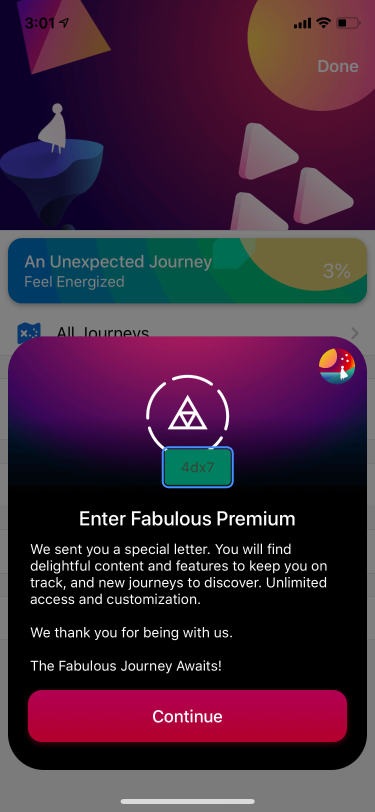 3:01
Done
An Unexpected Journey
Feel Energized
3%
All Journeys
4dx7
Enter Fabulous Premium
We sent you a special letter. You will find
delightful content and features to keep you on
track, and new journeys to discover. Unlimited
access and customization.
We thank you for being with us.
The Fabulous Journey Awaits!
Continue